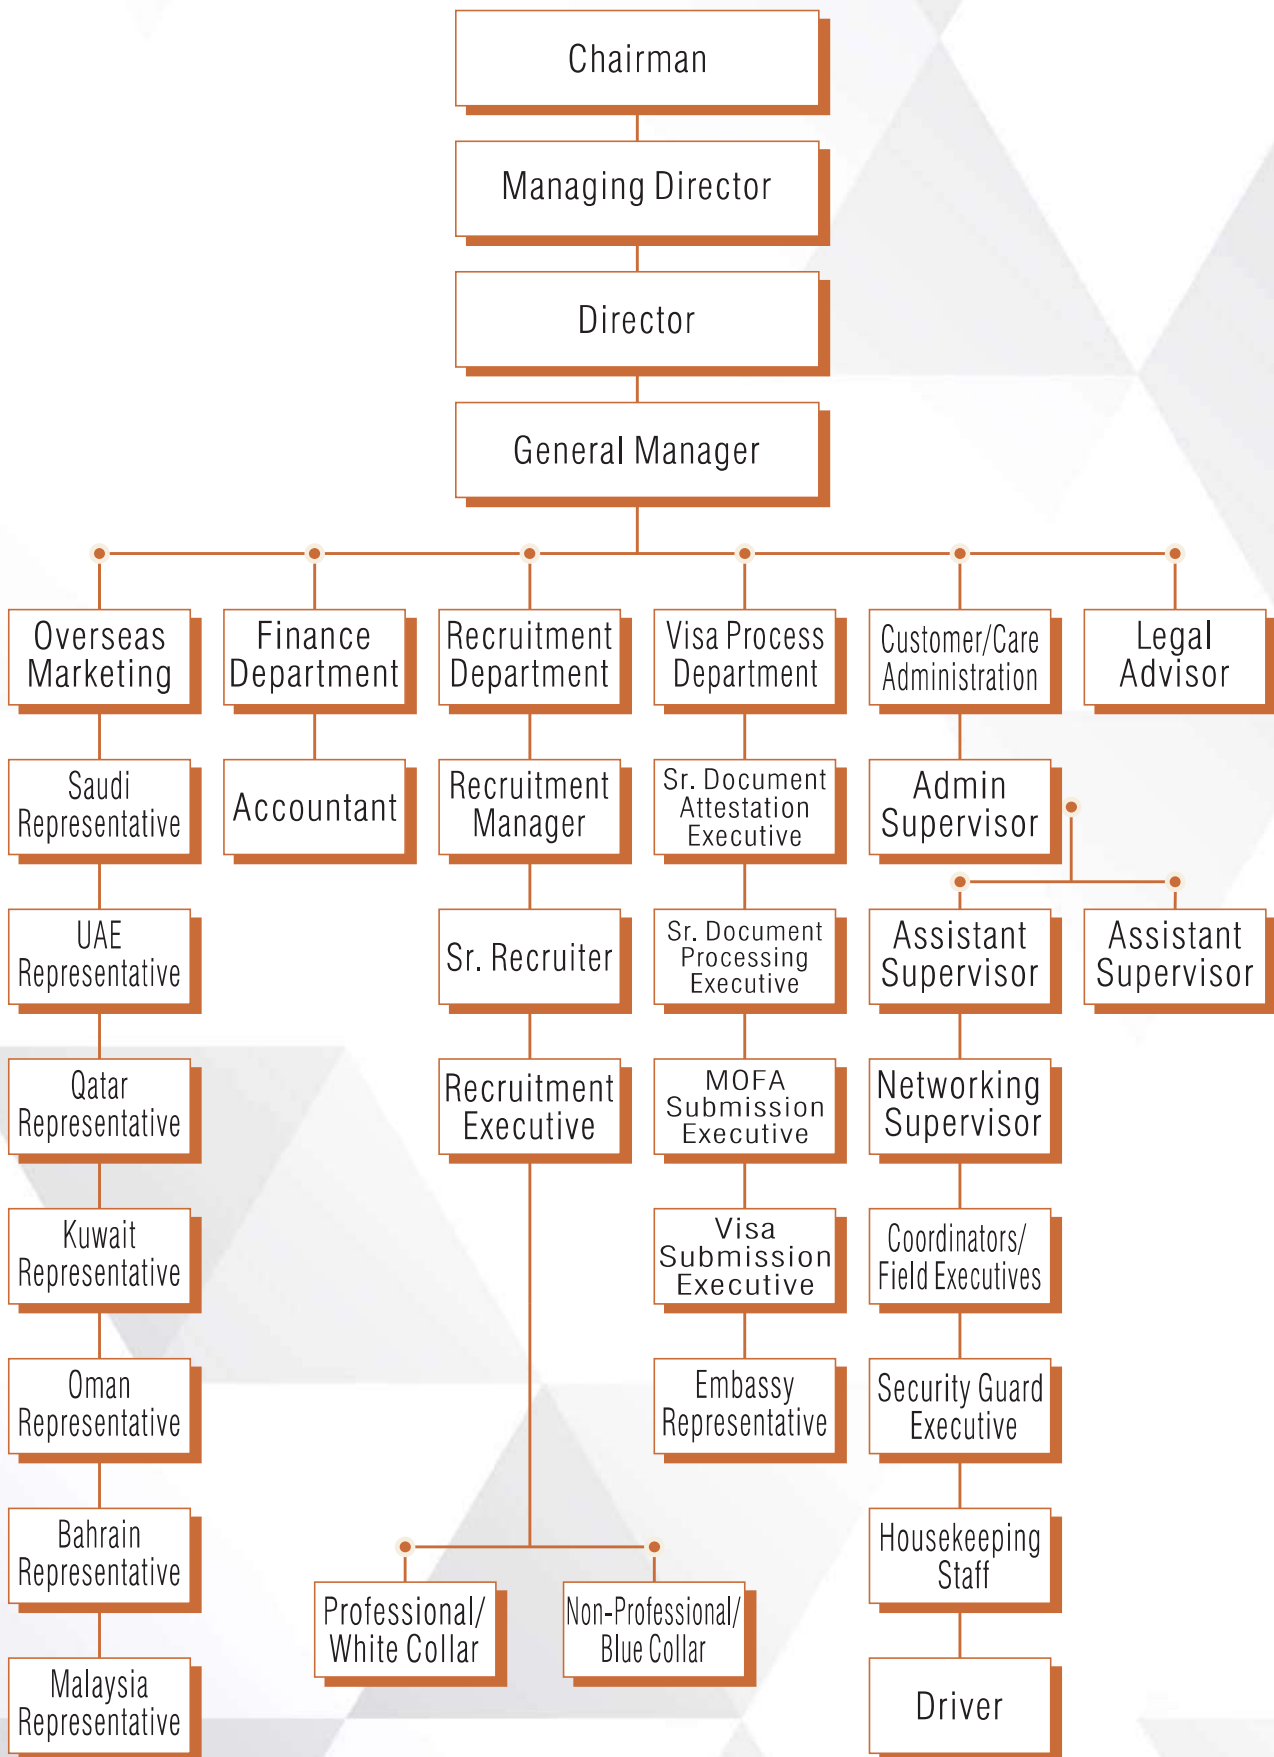 Chairman
Managing Director
Director
General Manager
Overseas
Marketing
Finance
Department
Recruitment
Department
Visa Process
Department
Customer/Care
Administration
Legal
Advisor
Saudi
Representative
Accountant
Recruitment
Manager
Sr. Document
Attestation
Executive
Admin
Supervisor
UAE
Representative
Sr. Recruiter
Sr. Document
Processing
Executive
Assistant
Supervisor
Assistant
Supervisor
Qatar
Representative
Recruitment
Executive
MOFA
Submission
Executive
Networking
Supervisor
Kuwait
Representative
Visa
Submission
Executive
Coordinators/
Field Executives
Oman
Representative
Embassy
Representative
Security Guard
Executive
Bahrain
Representative
Housekeeping
Staff
Professional/
White Collar
Non-Professional/
Blue Collar
Malaysia
Representative
Driver